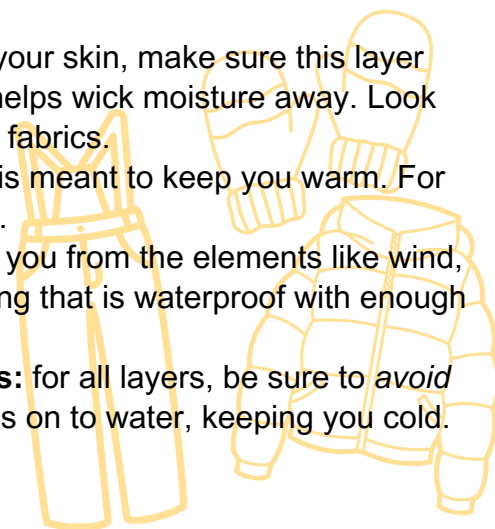 your skin, make sure this layer
helps wick moisture away. Look
fabrics.
is meant to keep you warm. For
.
you from the elements like wind,
ng that is waterproof with enough
s: for all layers, be sure to avoid
s on to water, keeping you cold.